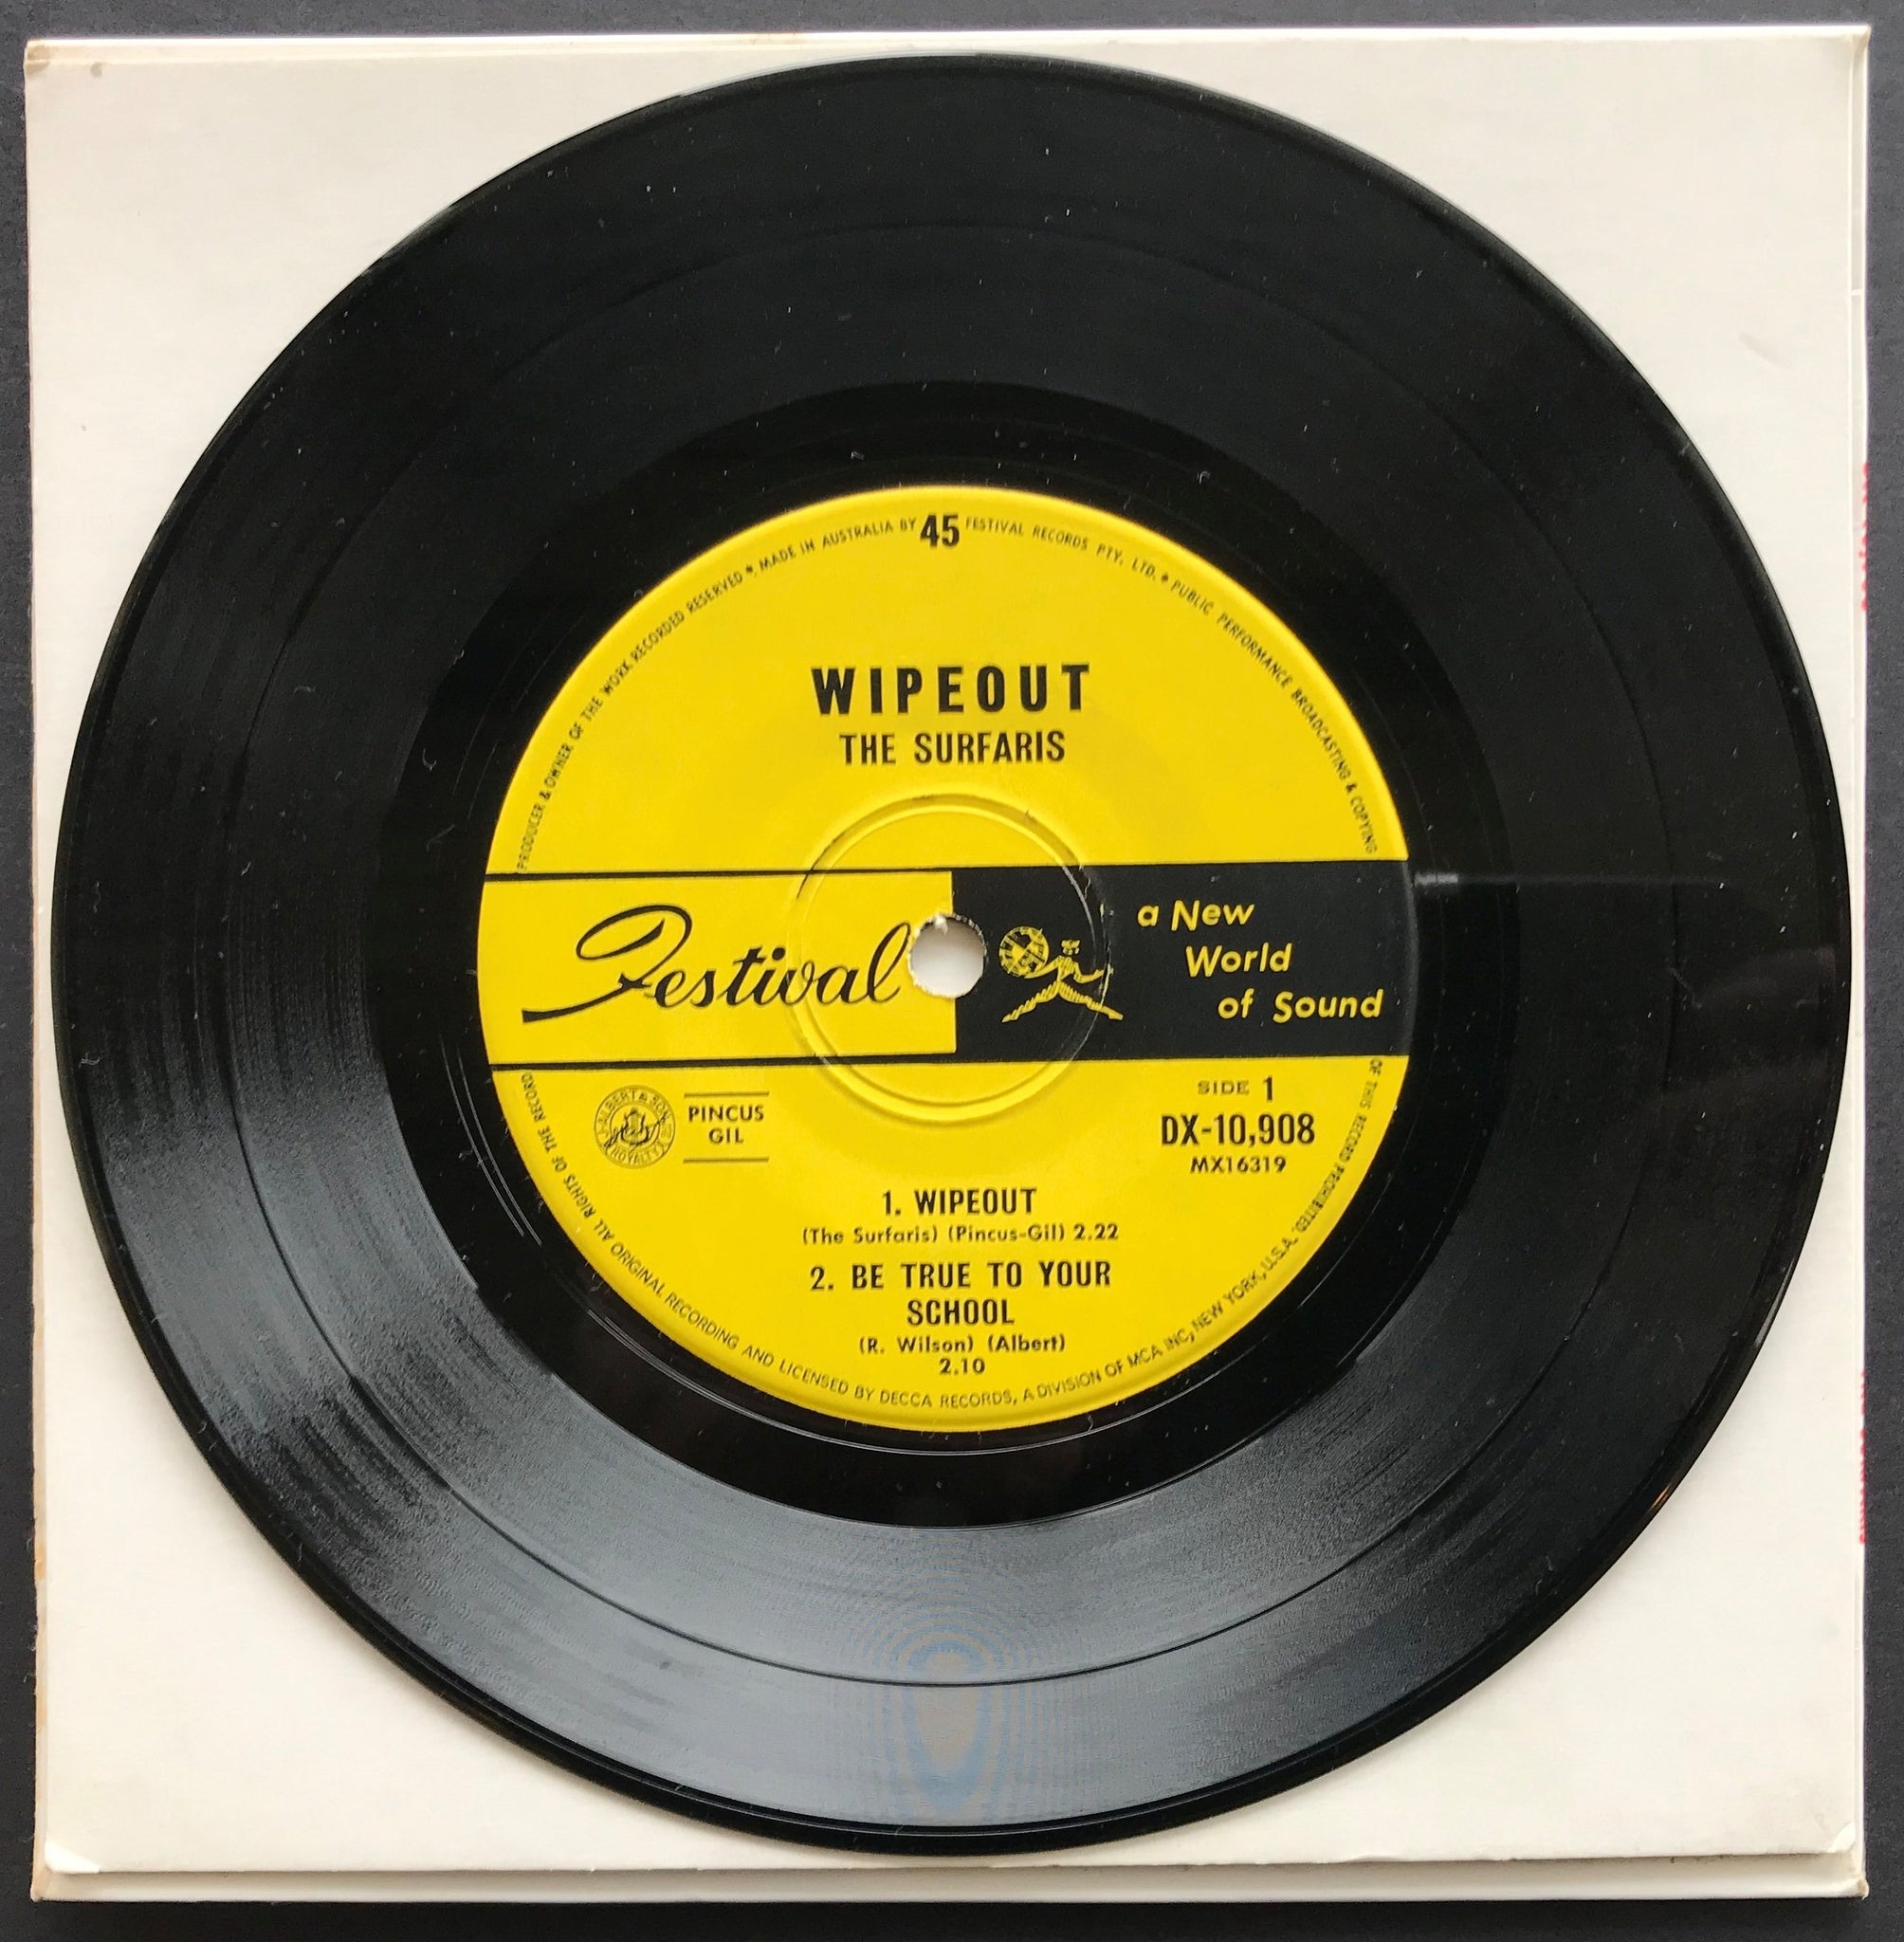 45
MADE IN AUSTRALIA BY FESTIVAL RECORDS PTY. LTD. * PUBLIC PERFORMANCE BROADCASTING & COPYING
OF THIS RECORD PROHIBITED.
PRODUCER & OWNER OF THE WORK RECORDED RESERVED *
WIPEOUT
THE SURFARIS
Festival
a New
World
of Sound
ALBERT & SON
ROYALTY
PINCUS
GIL
SIDE 1
DX-10,908
MX16319
1. WIPEOUT
(The Surfaris) (Pincus-Gil) 2.22
2. BE TRUE TO YOUR
SCHOOL
(R. Wilson) (Albert)
2.10
ALL RIGHTS OF THE RECORD
ORIGINAL RECORDING AND LICENSED BY DECCA RECORDS, A DIVISION OF MCA INC, NEW YORK, U.S.A.